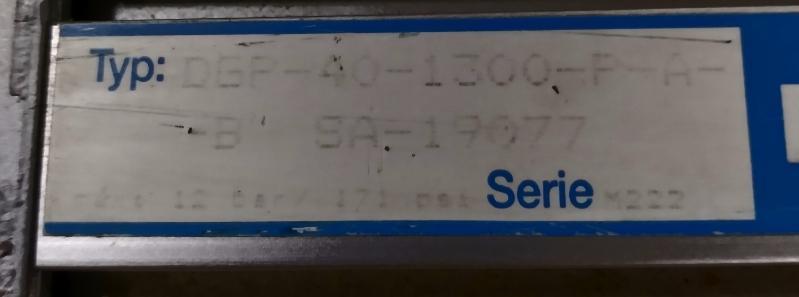 Typ: DGP-40-1300-P-A-
-B SA-19077
12 bar/ 171 psi Serie M222